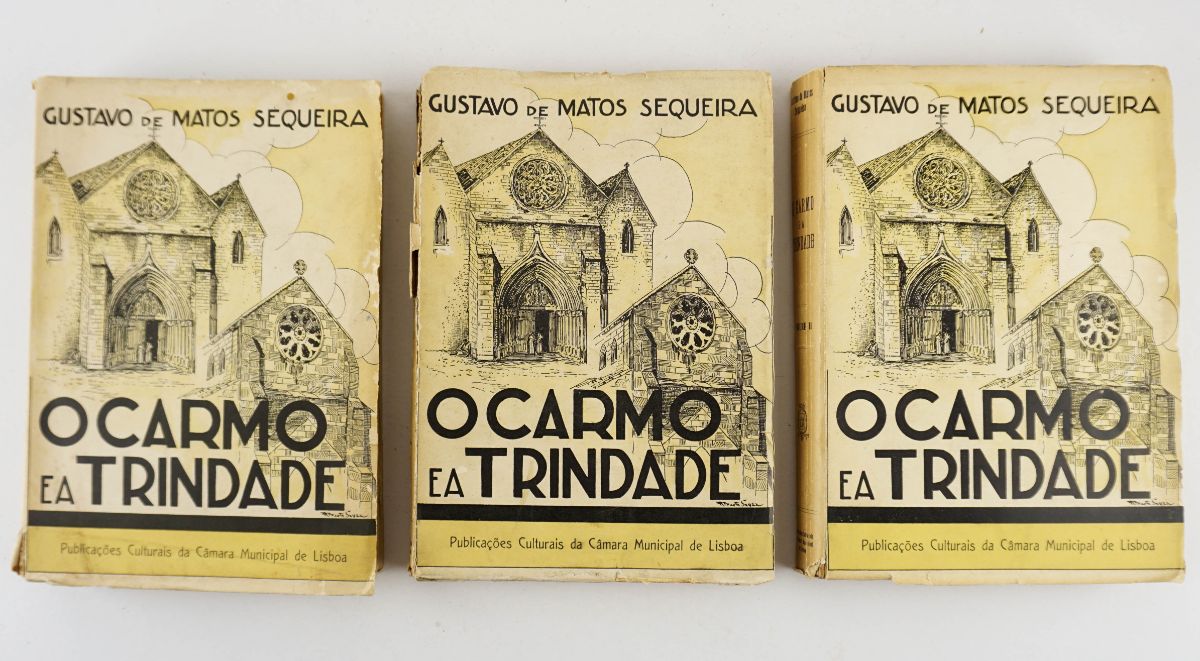 GUSTAVO DE MATOS SEQUEIRA
O CARMO
E A TRINDADE
Publicações Culturais da Câmara Municipal de Lisboa
GUSTAVO DE MATOS SEQUEIRA
O CARMO
E A TRINDADE
Publicações Culturais da Câmara Municipal de Lisboa
GUSTAVO DE MATOS SEQUEIRA
O CARMO
E A TRINDADE
Publicações Culturais da Câmara Municipal de Lisboa